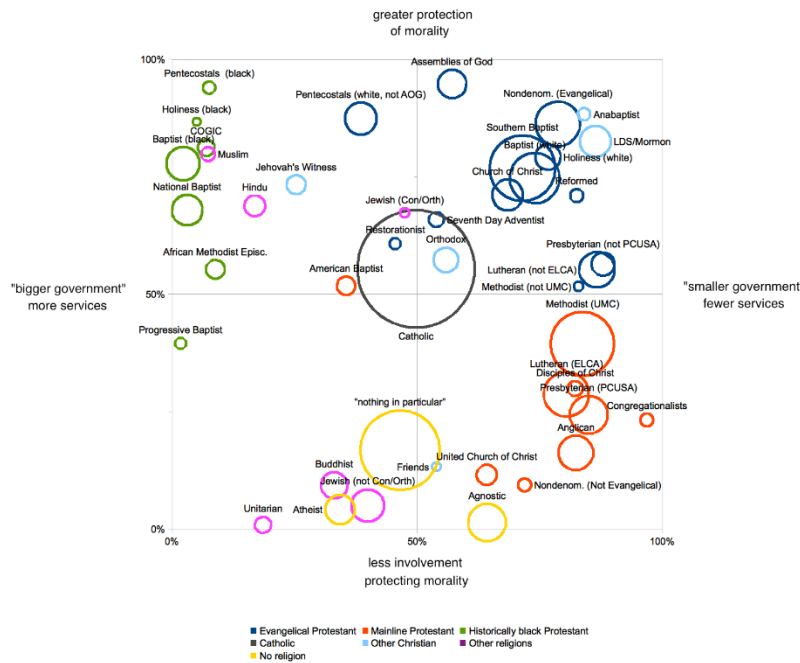 greater protection
of morality
100%
Assemblies of God
Pentecostals (black)
Pentecostals (white, not AOG)
Nondenom. (Evangelical)
Holiness (black)
Anabaptist
COGIC
Southern Baptist
Baptist (black)
Baptist (white)
LDS/Mormon
Muslim
Holiness (white)
Jehovah's Witness
Church of Christ
National Baptist
Hindu
Reformed
Jewish (Con/Orth)
Seventh Day Adventist
Restorationist
Orthodox
African Methodist Episc.
Presbyterian (not PCUSA)
American Baptist
Lutheran (not ELCA)
"bigger government"
more services
50%
Methodist (not UMC)
"smaller government
fewer services
Methodist (UMC)
Progressive Baptist
Catholic
Lutheran (ELCA)
Disciples of Christ
Presbyterian (PCUSA)
"nothing in particular"
Congregationalists
Anglican
United Church of Christ
Buddhist
Friends
Jewish (not Con/Orth)
Nondenom. (Not Evangelical)
Agnostic
Unitarian
Atheist
0%
0%
50%
100%
less involvement
protecting morality
Evangelical Protestant
Mainline Protestant
Historically black Protestant
Catholic
Other Christian
Other religions
No religion